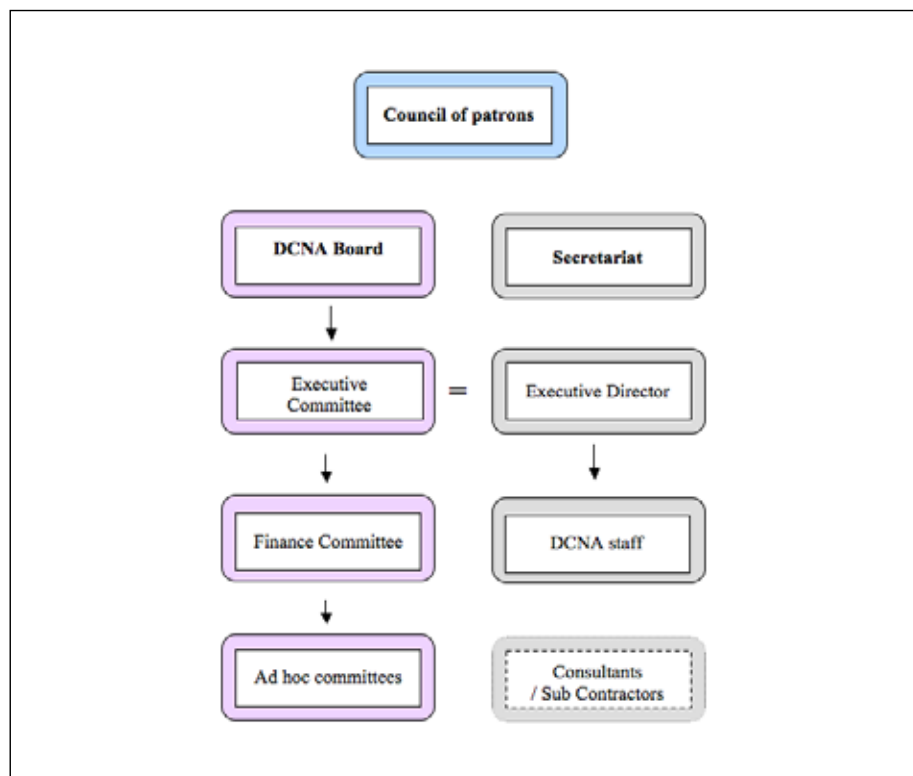 Council of patrons
DCNA Board
Secretariat
Executive
Committee
=
Executive Director
Finance Committee
DCNA staff
Ad hoc committees
Consultants
/ Sub Contractors